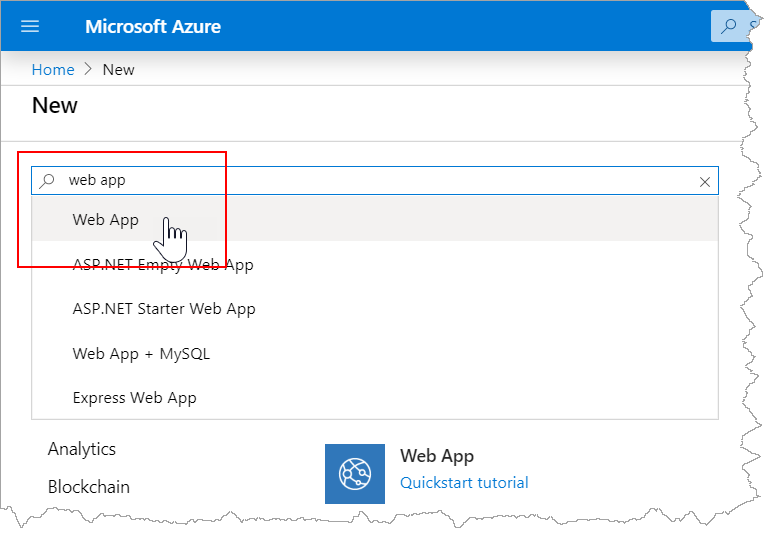 Microsoft Azure
Home > New
New
web app
Web App
ASP.NET Empty Web App
ASP.NET Starter Web App
Web App + MySQL
Express Web App
Analytics
Web App
Quickstart tutorial
Blockchain